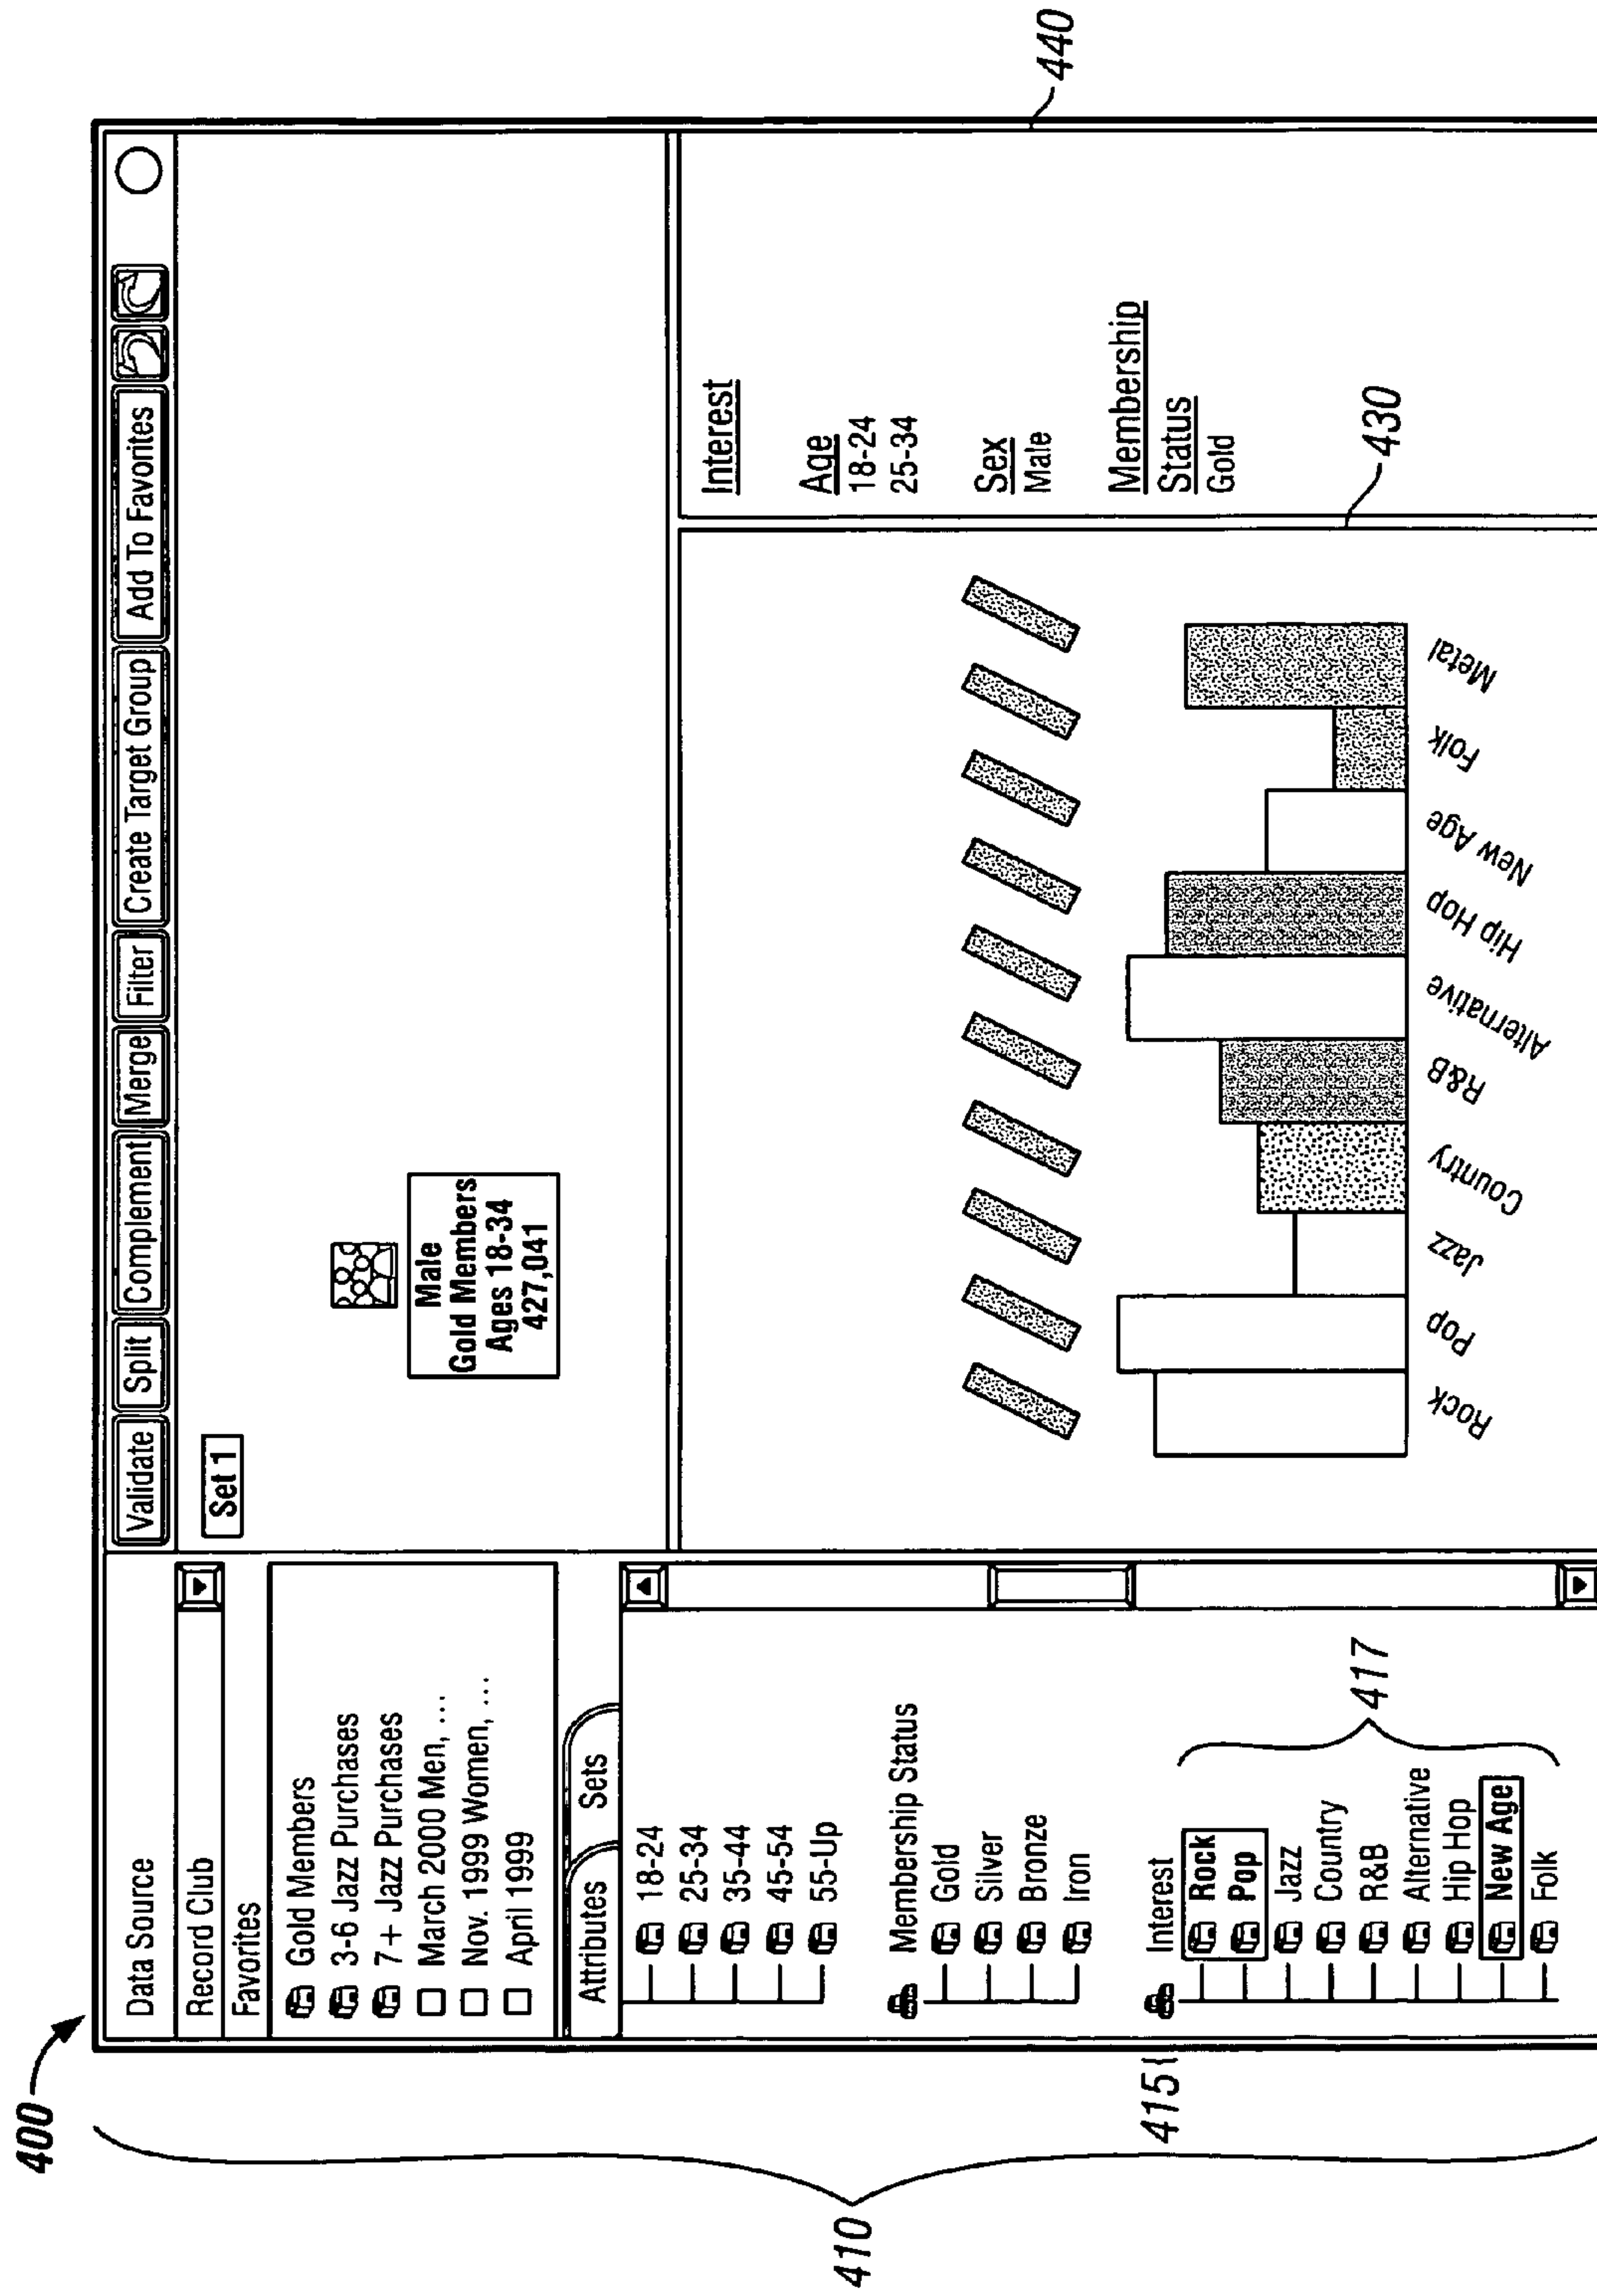 400
410
Data Source
Record Club
Favorites
Gold Members
3-6 Jazz Purchases
7+ Jazz Purchases
March 2000 Men, ...
Nov. 1999 Women, ...
April 1999
Attributes Sets
18-24
25-34
35-44
45-54
55-Up
Membership Status
Gold
Silver
Bronze
Iron
415
Interest
Rock
Pop
Jazz
Country
R&B
Alternative
Hip Hop
New Age
Folk
417
Validate Split Complement Merge Filter Create Target Group Add To Favorites
Set 1
Male
Gold Members
Ages 18-34
427,041
Rock Pop Jazz Country R&B Alternative Hip Hop New Age Folk Metal
430
Interest
Age
18-24
25-34
Sex
Male
Membership
Status
Gold
440